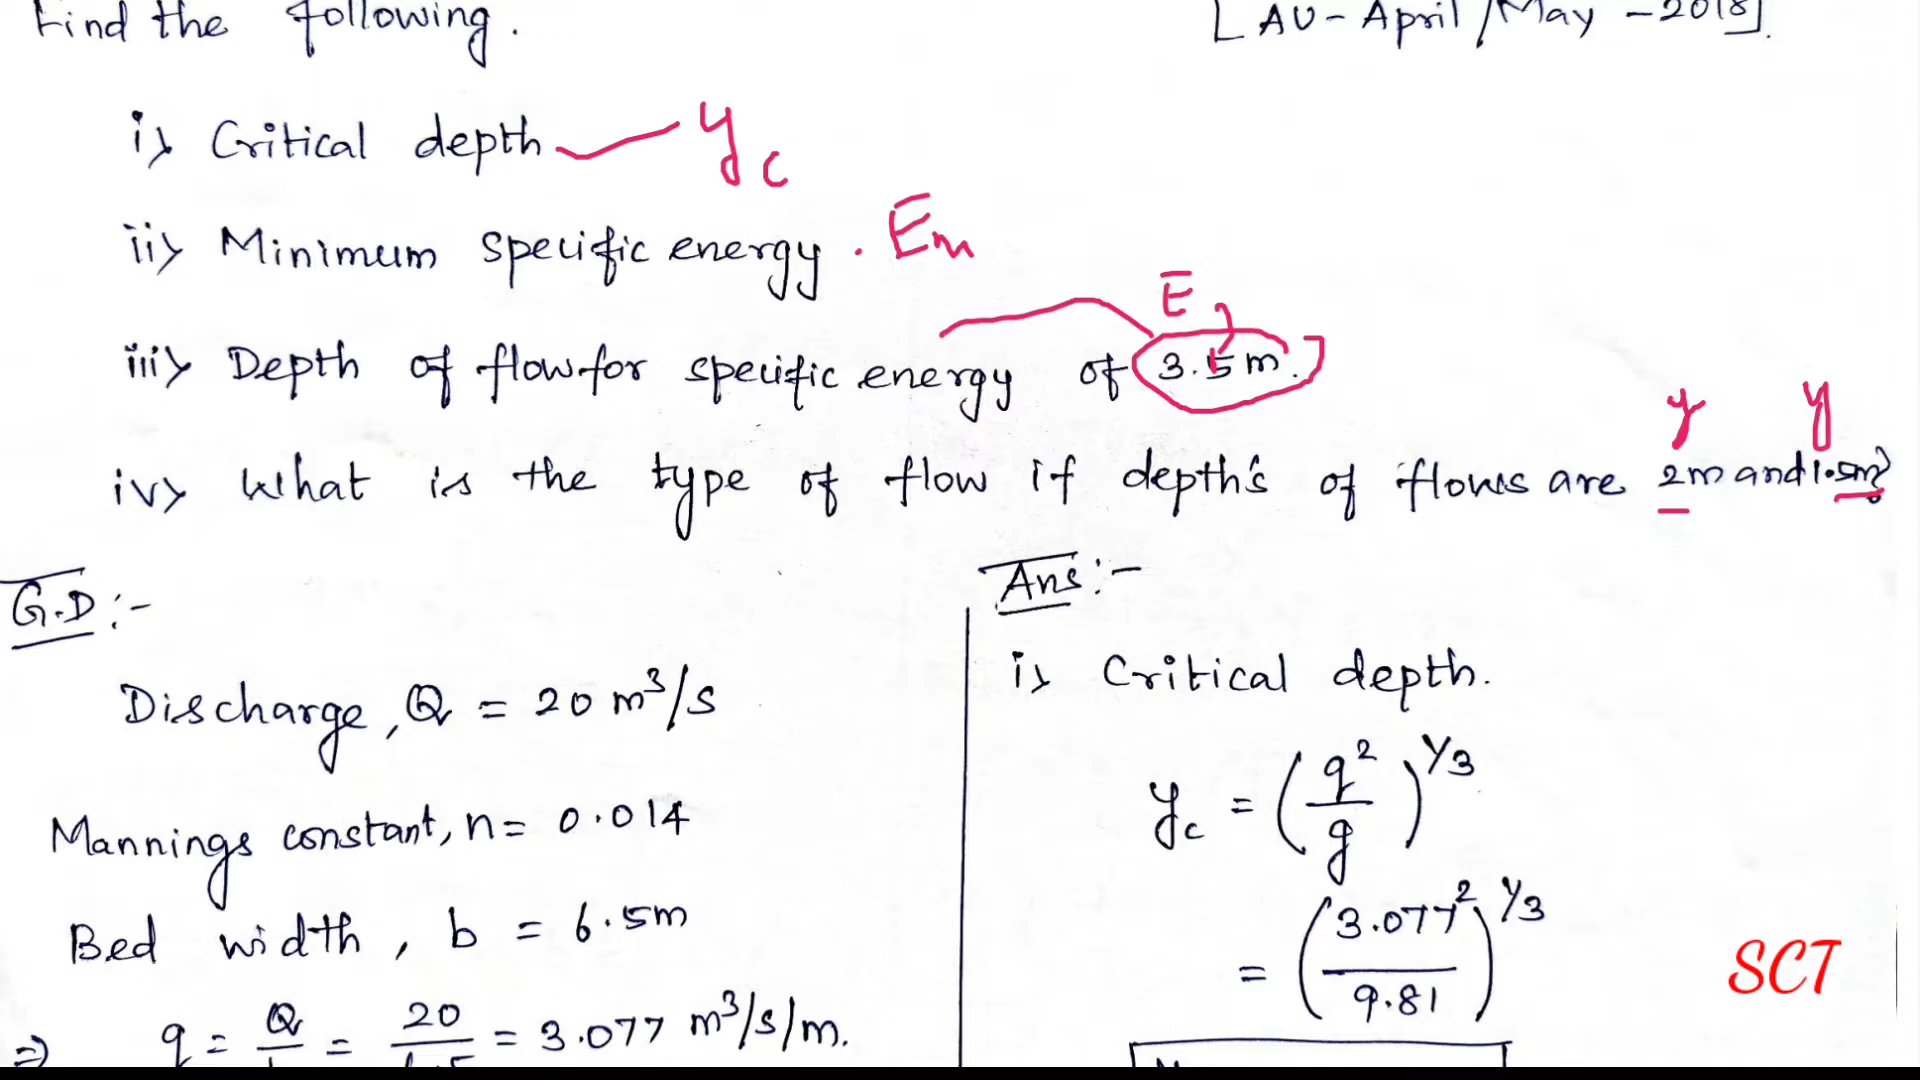 Find the following.
[AU - April/May - 2018].
i) Critical depth — yc
ii) Minimum specific energy. Em
E
iii) Depth of flow for specific energy of 3.5m.
y y
iv) What is the type of flow if depth's of flows are 2m and 1.5m?
G.D :-
Discharge, Q = 20 m³/s
Mannings constant, n = 0.014
Bed width, b = 6.5m
⇒ q = Q/ = 20/ = 3.077 m³/s/m.
Ans :-
i) Critical depth.
yc = (q²/g)^1/3
= (3.077²/9.81)^1/3
SCT